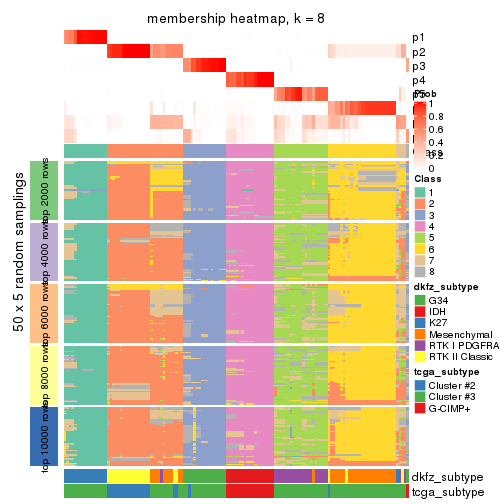 membership heatmap, k = 8
p1
p2
p3
p4
Prob
1
0.8
0.6
0.4
0.2
0
Class
1
2
3
4
5
6
7
8
50 x 5 random samplings
top 2000 rows
top 4000 rows
top 6000 rows
top 8000 rows
top 10000 rows
dkfz_subtype
G34
IDH
K27
Mesenchymal
RTK I PDGFRA
RTK II Classic
tcga_subtype
Cluster #2
Cluster #3
G-CIMP+
dkfz_subtype
tcga_subtype